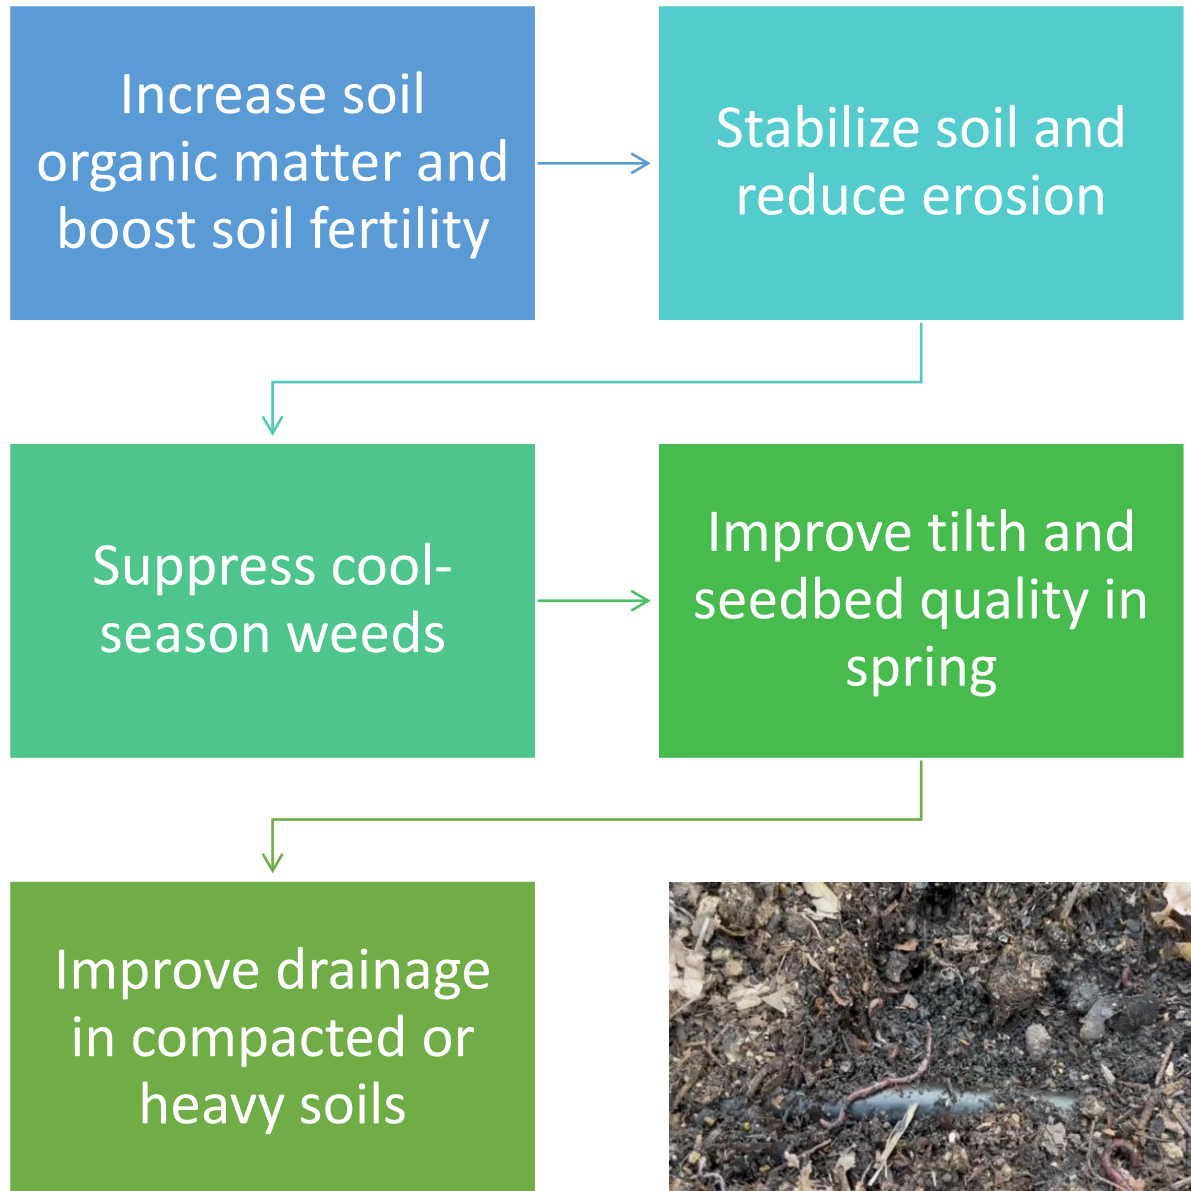 Increase soil
organic matter and
boost soil fertility
Stabilize soil and
reduce erosion
Suppress cool-
season weeds
Improve tilth and
seedbed quality in
spring
Improve drainage
in compacted or
heavy soils